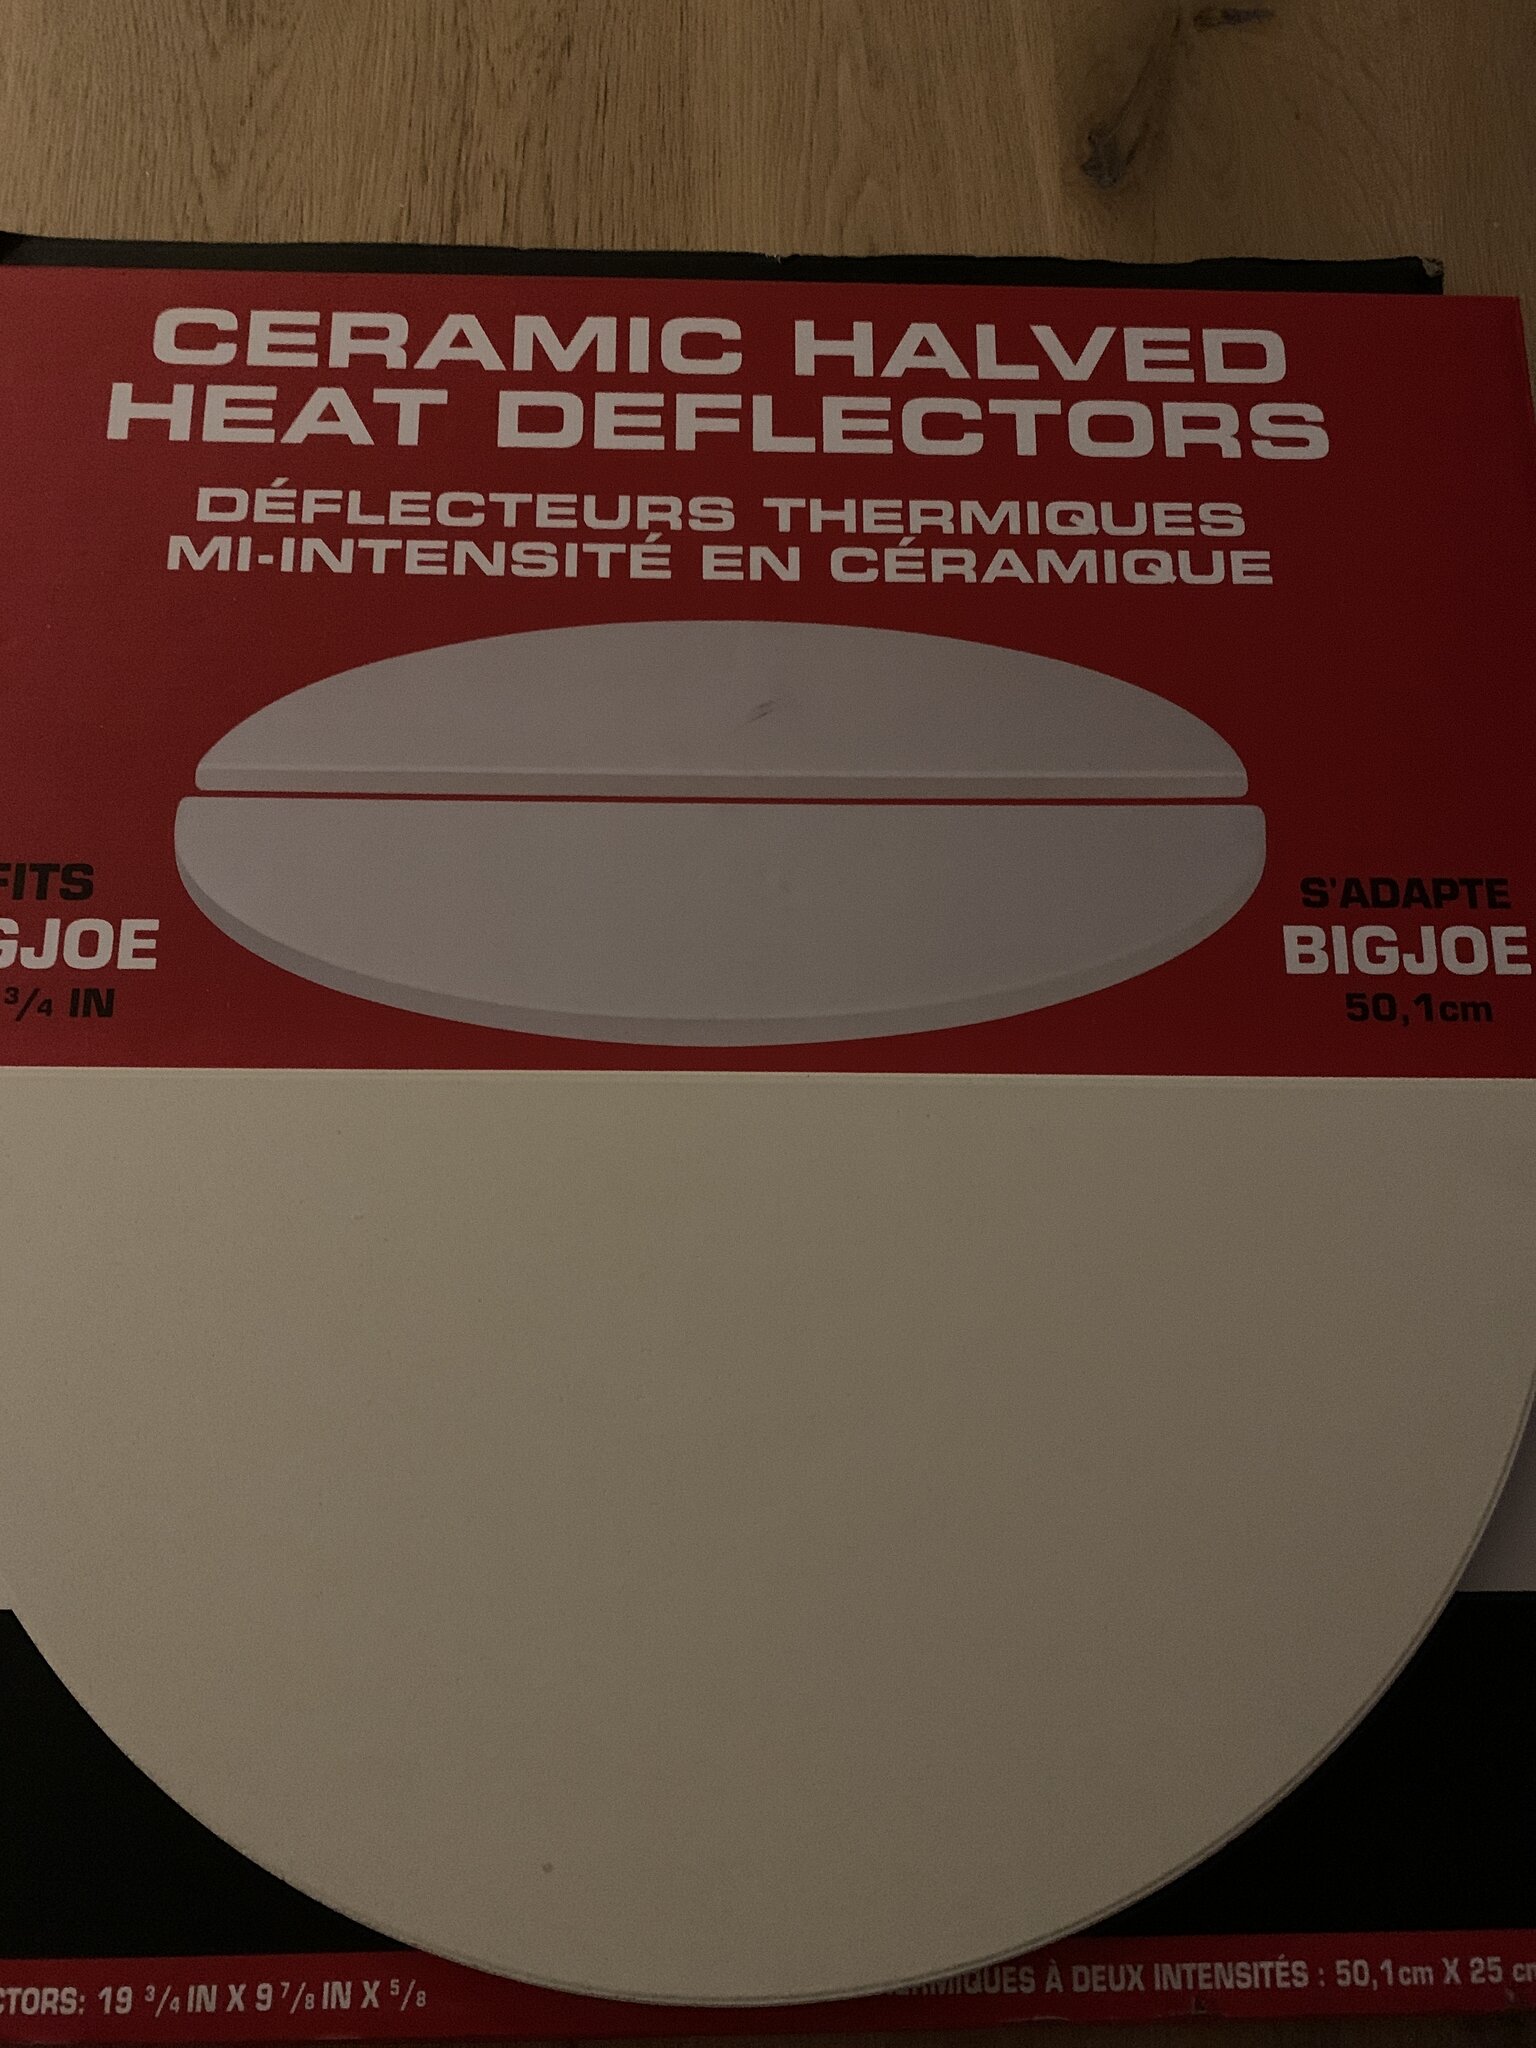 CERAMIC HALVED
HEAT DEFLECTORS
DÉFLECTEURS THERMIQUES
MI-INTENSITÉ EN CÉRAMIQUE
FITS
GJOE
3/4 IN
S'ADAPTE
BIGJOE
50,1cm
CTORS: 19 3/4 IN X 9 7/8 IN X 5/8
RMIQUES À DEUX INTENSITÉS : 50,1cm X 25 cm